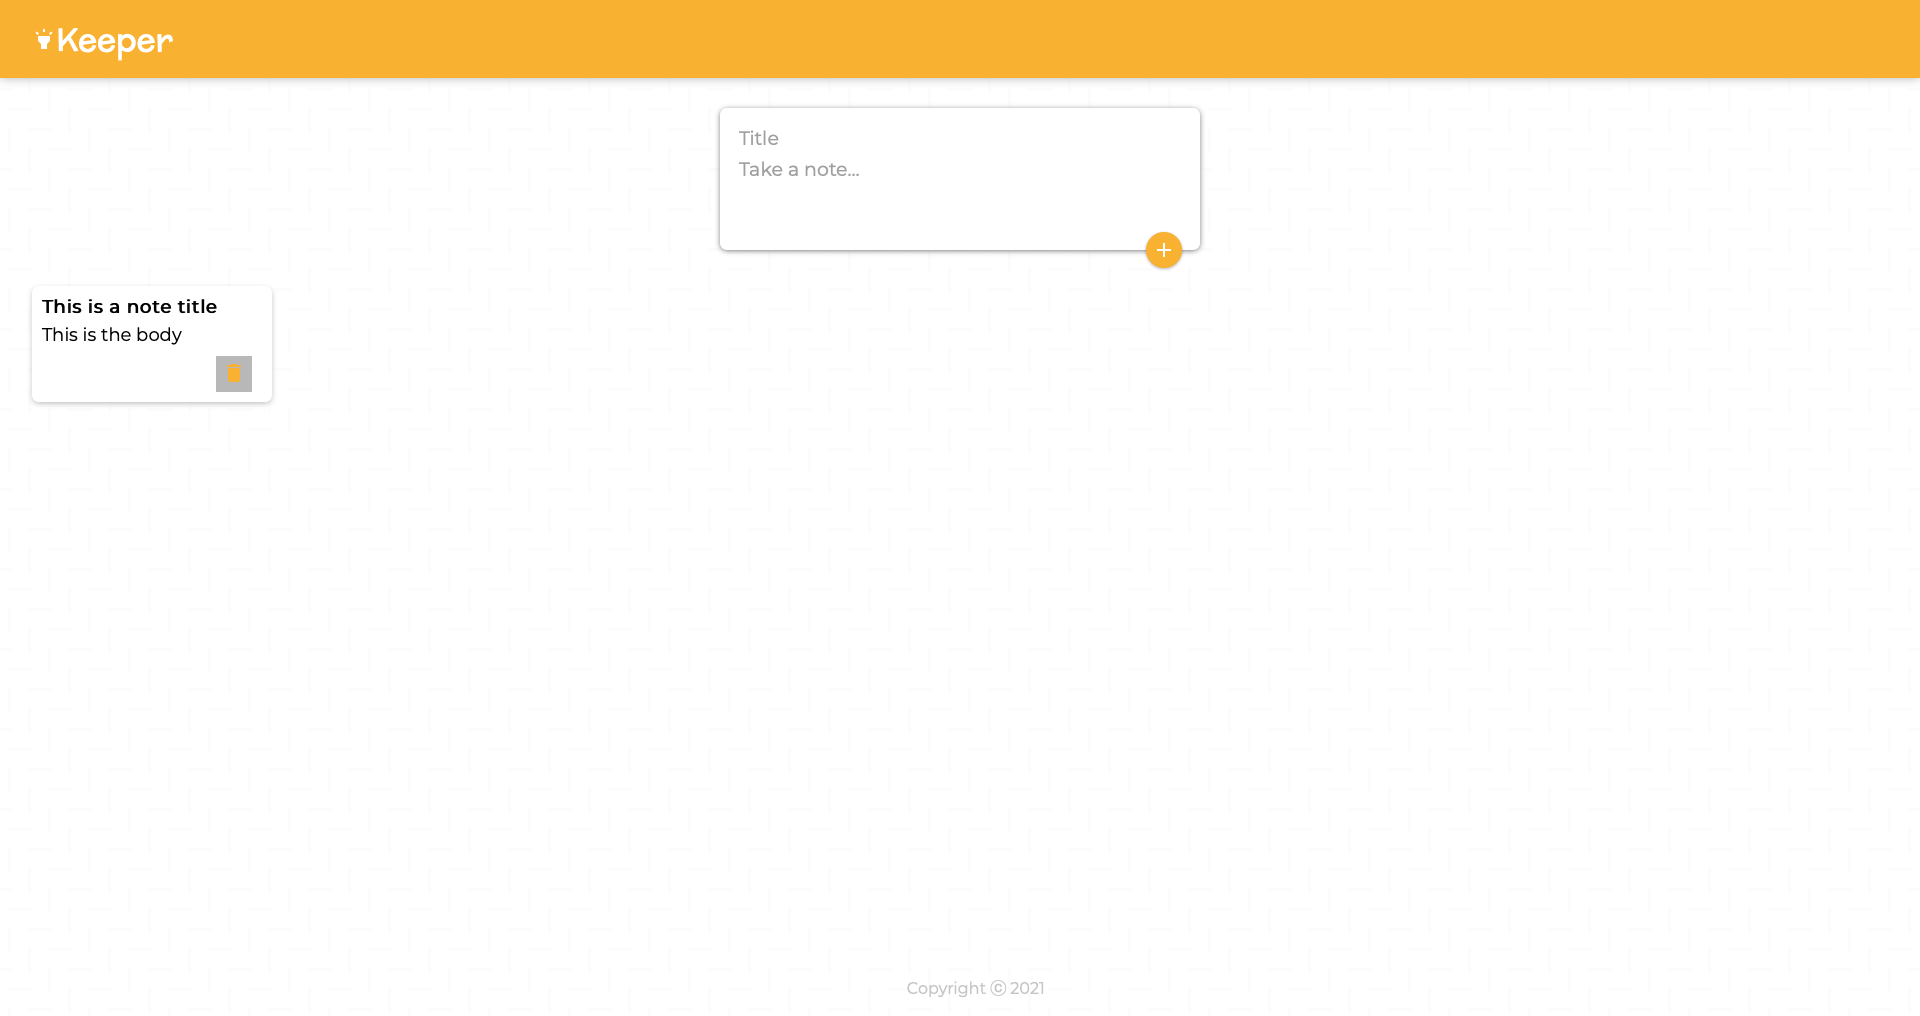 Keeper
Title
Take a note...
This is a note title
This is the body
Copyright ⓒ 2021